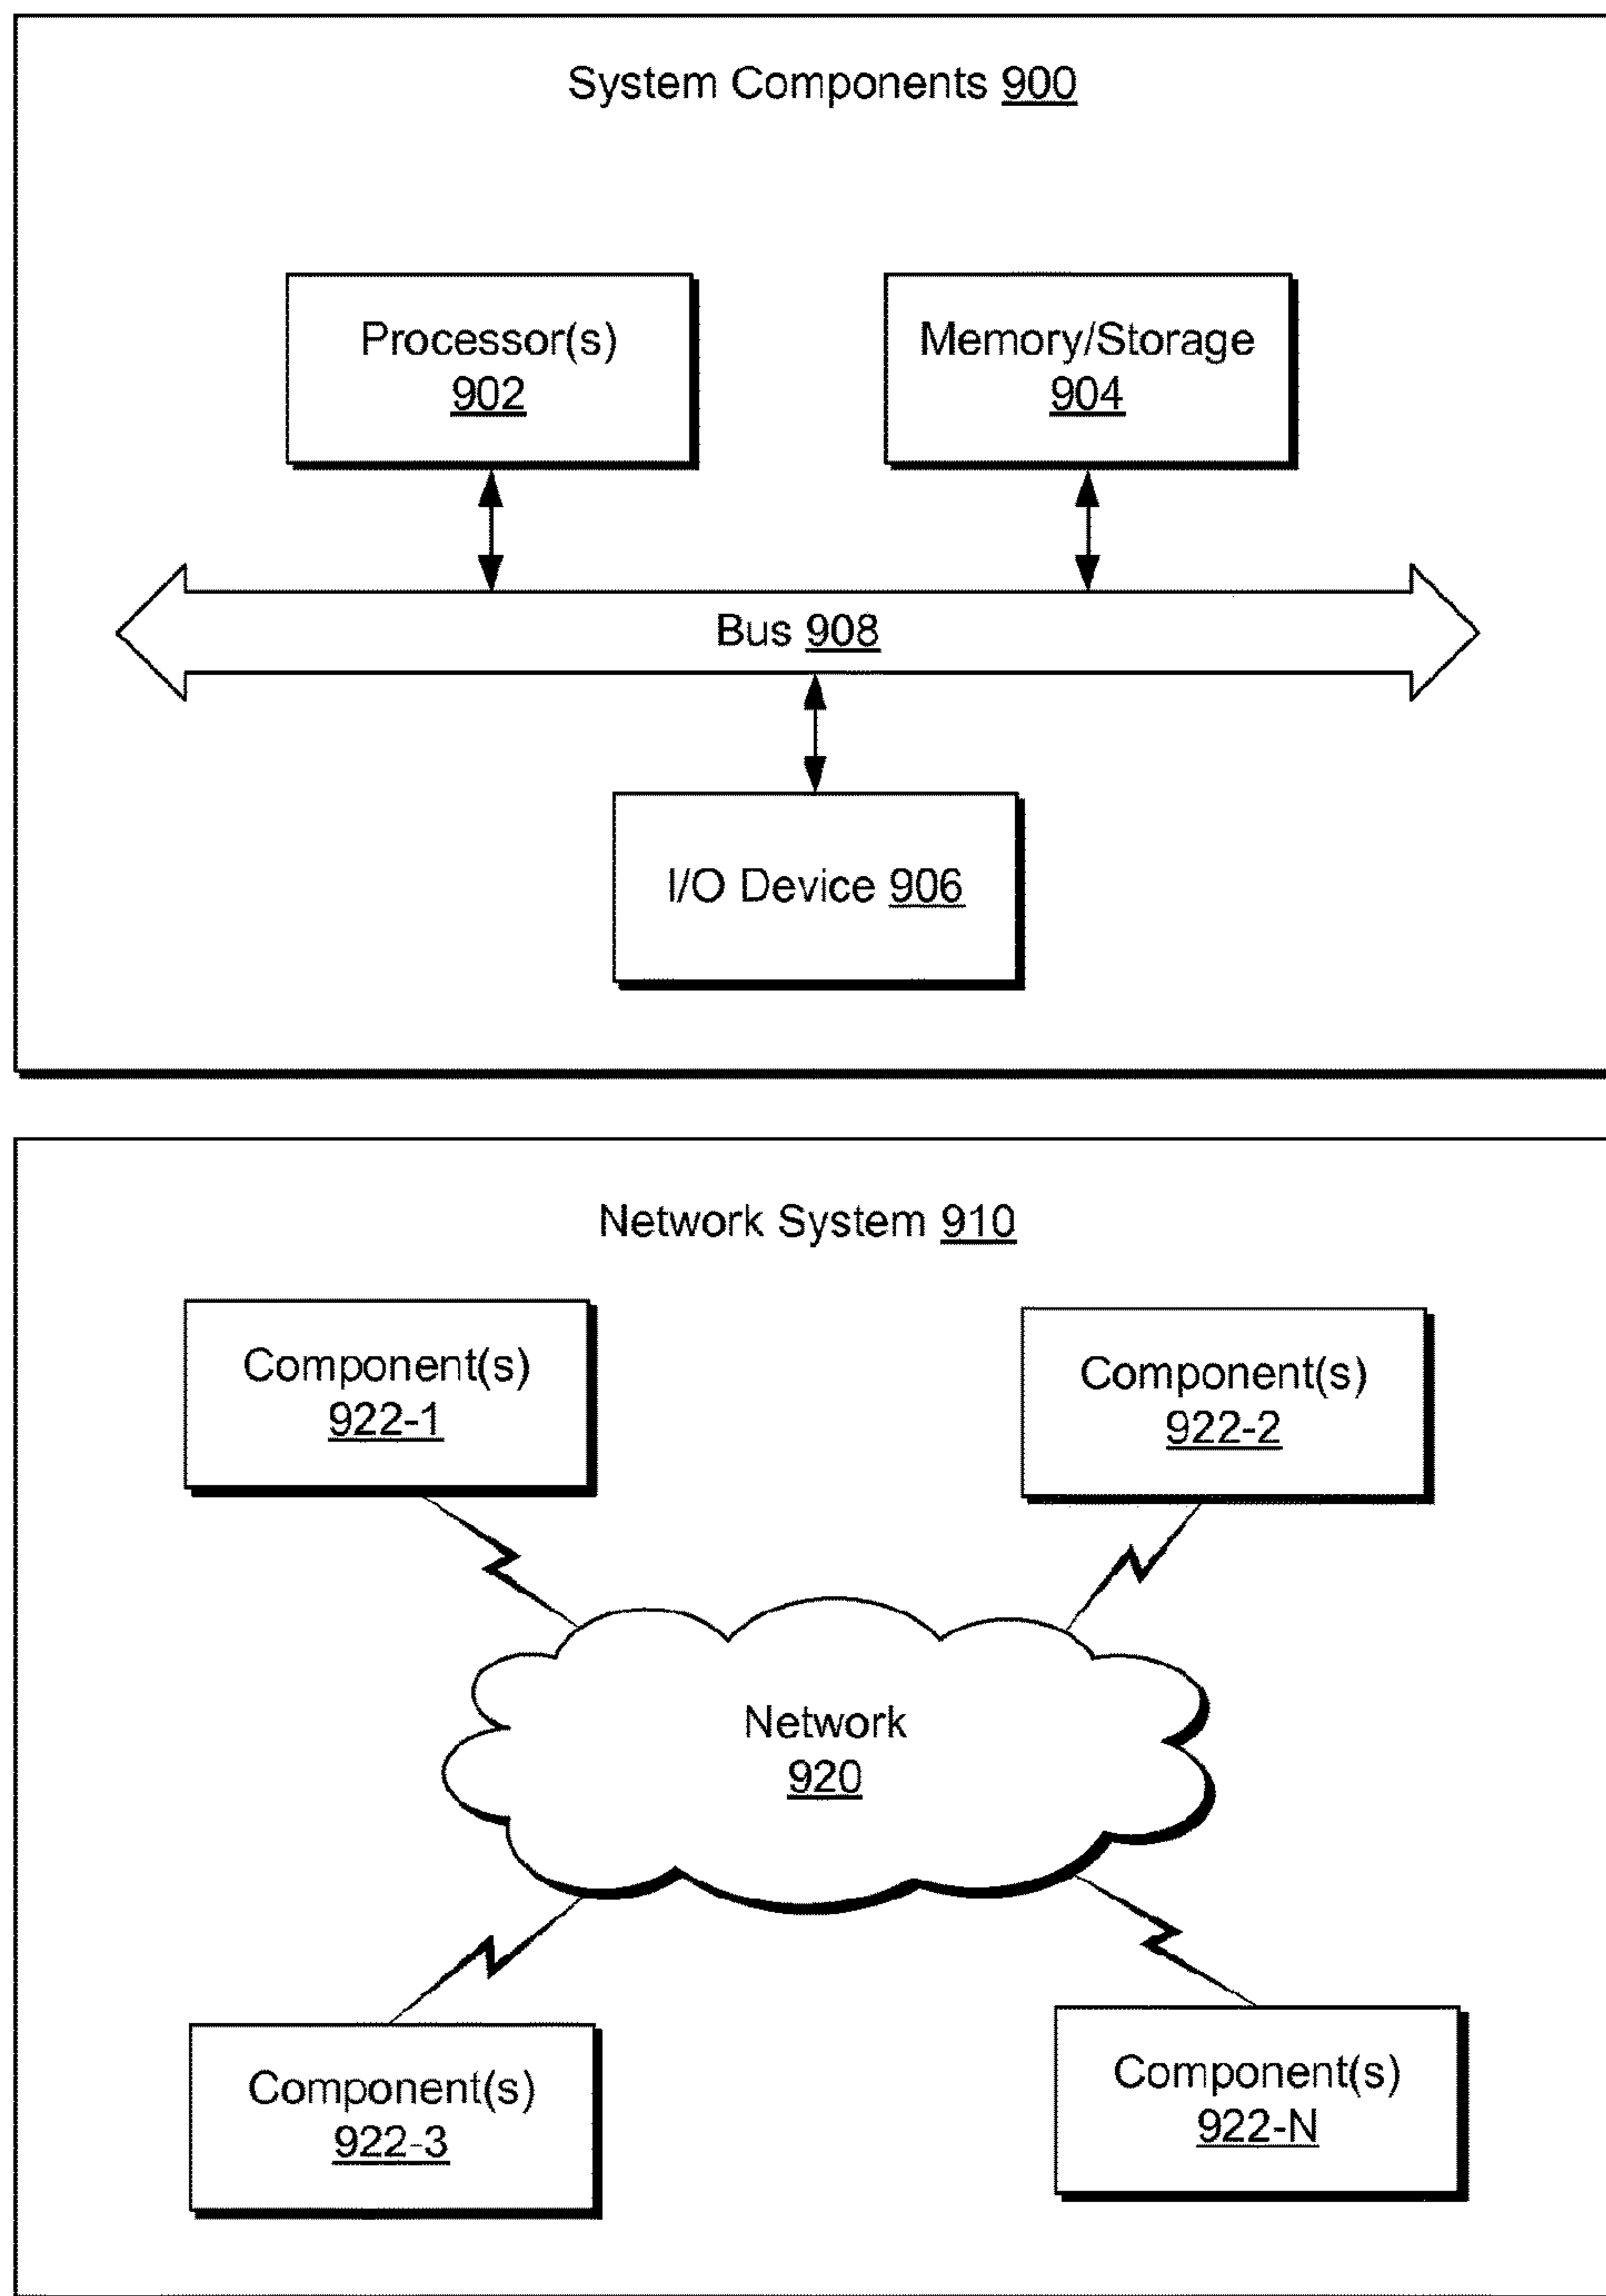 System Components 900
Processor(s)
902
Memory/Storage
904
Bus 908
I/O Device 906
Network System 910
Component(s)
922-1
Component(s)
922-2
Network
920
Component(s)
922-3
Component(s)
922-N